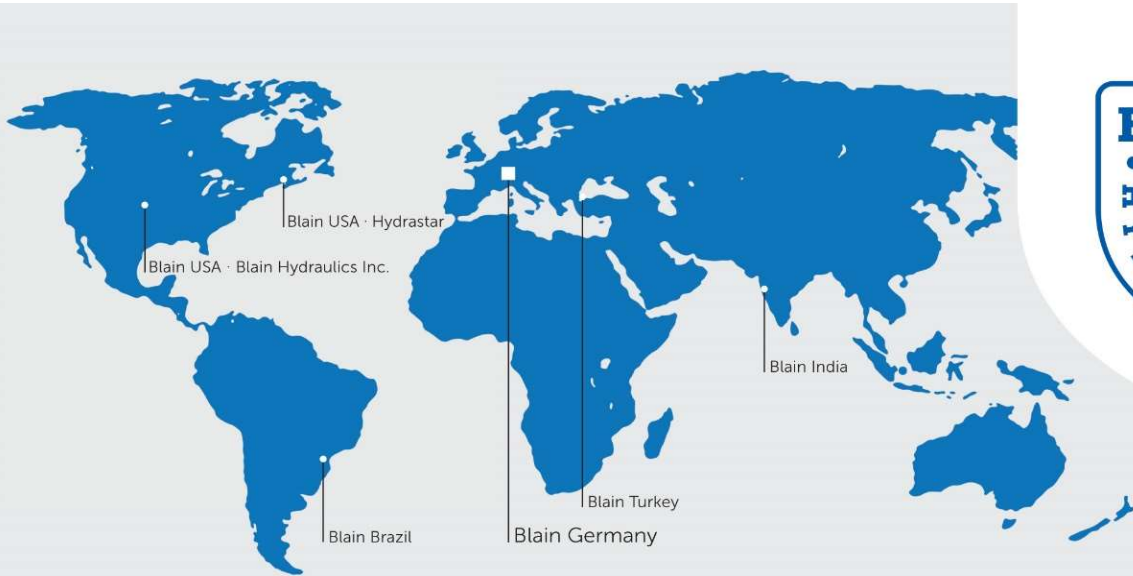 Blain USA · Hydrastar
Blain USA · Blain Hydraulics Inc.
Blain India
Blain Turkey
Blain Brazil
Blain Germany